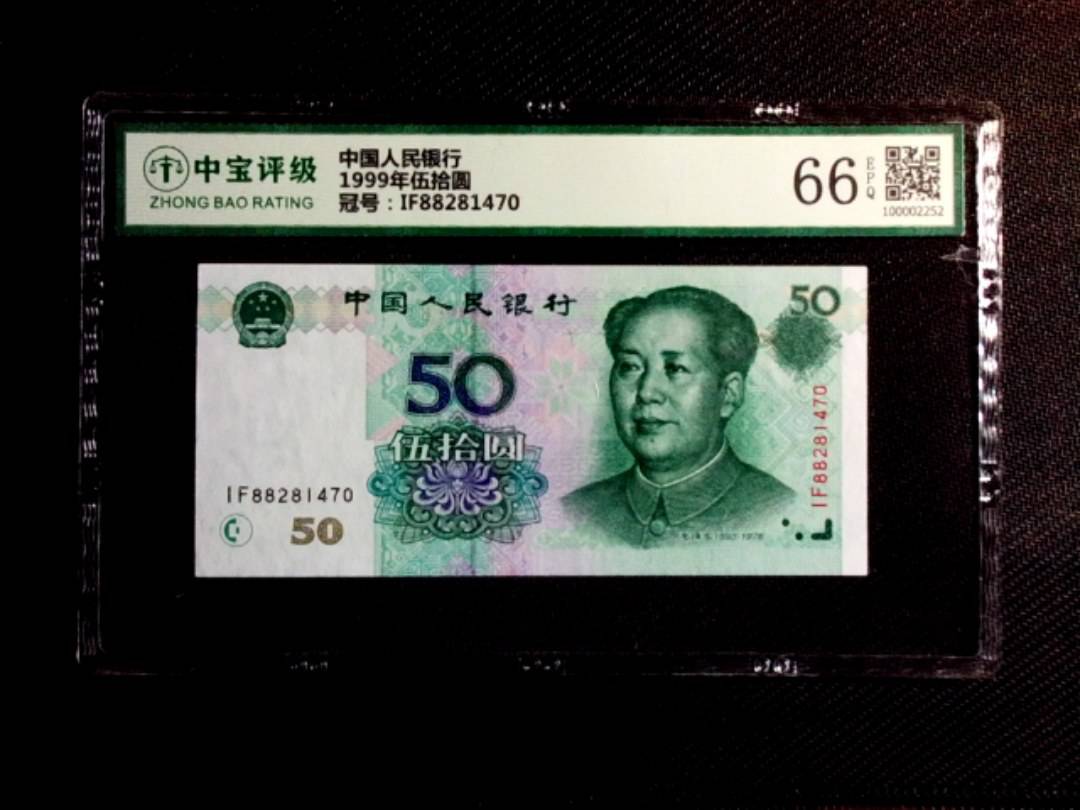 中宝评级
ZHONG BAO RATING
中国人民银行
1999年伍拾圆
冠号：IF88281470
66
EPQ
100002252
中国人民银行
50
50
伍拾圆
IF88281470
50
IF88281470